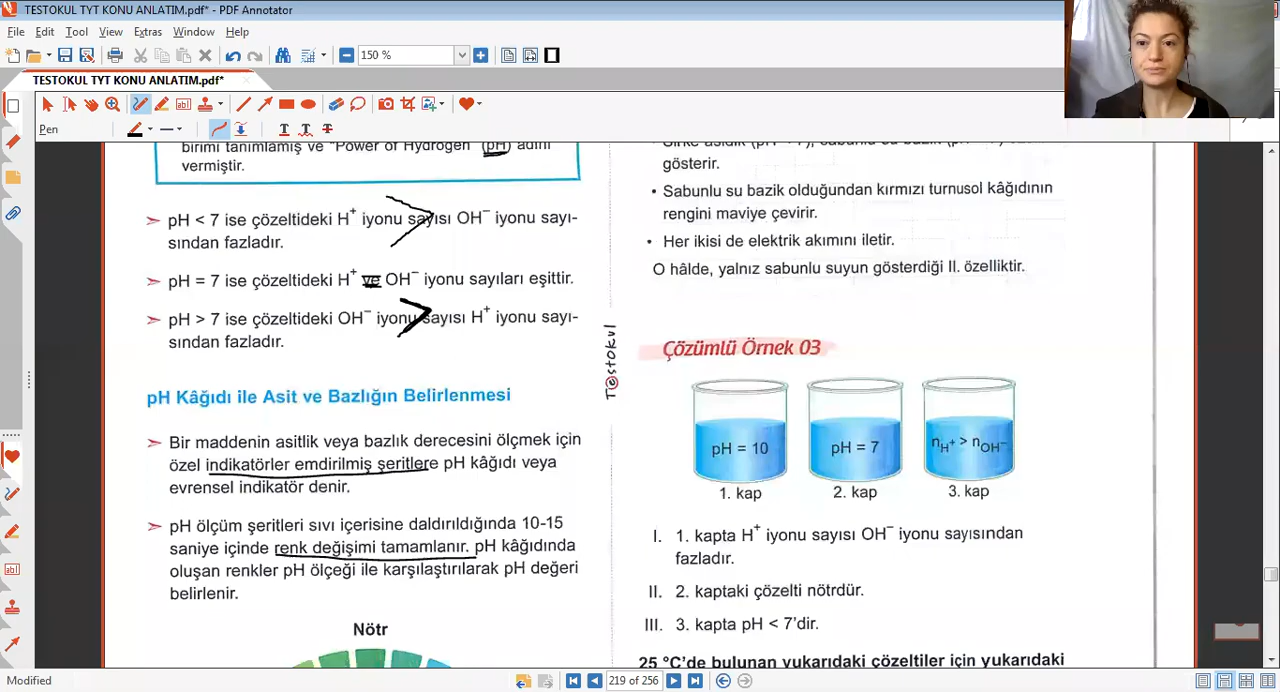 TESTOKUL TYT KONU ANLATIM.pdf* - PDF Annotator
File Edit Tool View Extras Window Help
150 %
TESTOKUL TYT KONU ANLATIM.pdf*
Pen
birimi tanımlamış ve "Power of Hydrogen" (pH) adını
vermiştir.
➢ pH < 7 ise çözeltideki H+ iyonu sayısı OH− iyonu sayı-
sından fazladır.
➢ pH = 7 ise çözeltideki H+ ve OH− iyonu sayıları eşittir.
➢ pH > 7 ise çözeltideki OH− iyonu sayısı H+ iyonu sayı-
sından fazladır.
pH Kâğıdı ile Asit ve Bazlığın Belirlenmesi
➢ Bir maddenin asitlik veya bazlık derecesini ölçmek için
özel indikatörler emdirilmiş şeritlere pH kâğıdı veya
evrensel indikatör denir.
➢ pH ölçüm şeritleri sıvı içerisine daldırıldığında 10-15
saniye içinde renk değişimi tamamlanır. pH kâğıdında
oluşan renkler pH ölçeği ile karşılaştırılarak pH değeri
belirlenir.
Nötr
Testokul
gösterir.
• Sabunlu su bazik olduğundan kırmızı turnusol kâğıdının
rengini maviye çevirir.
• Her ikisi de elektrik akımını iletir.
O hâlde, yalnız sabunlu suyun gösterdiği II. özelliktir.
Çözümlü Örnek 03
pH = 10 pH = 7 nH+ > nOH−
1. kap 2. kap 3. kap
I. 1. kapta H+ iyonu sayısı OH− iyonu sayısından
fazladır.
II. 2. kaptaki çözelti nötrdür.
III. 3. kapta pH < 7'dir.
25 °C'de bulunan yukarıdaki çözeltiler için yukarıdaki
Modified
219 of 256